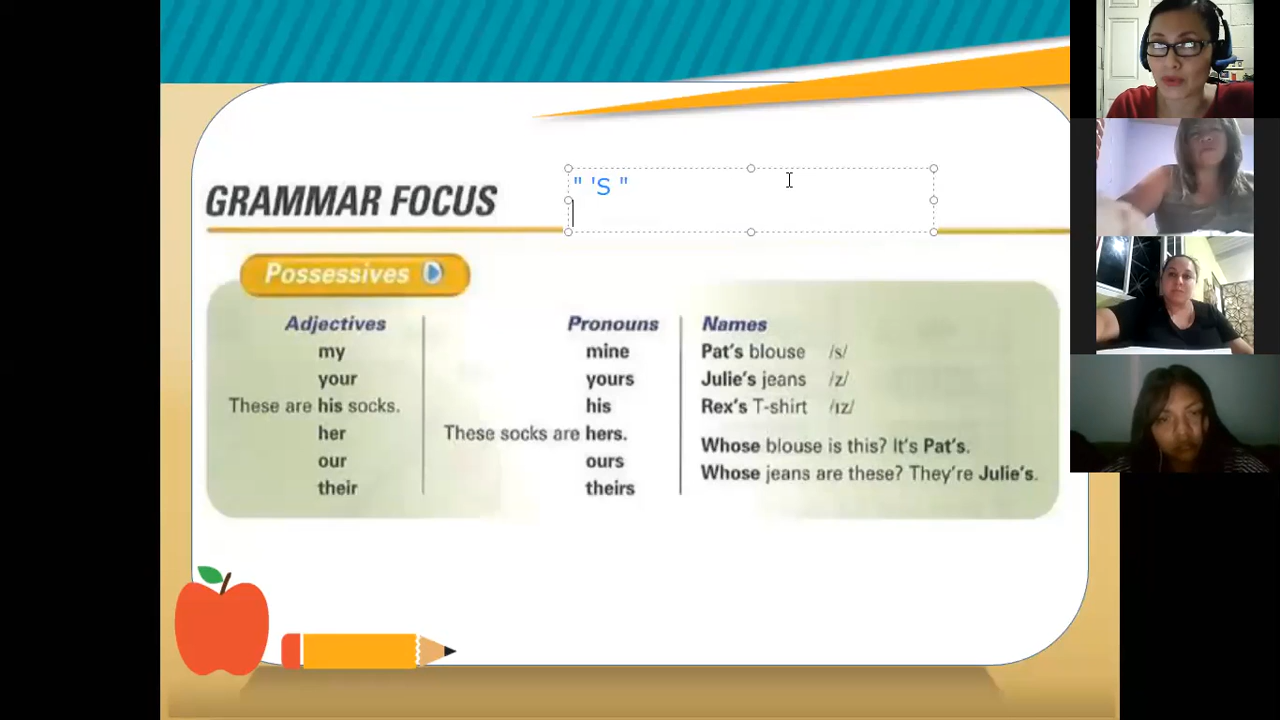 " 'S "
GRAMMAR FOCUS
Possessives
Adjectives
my
your
These are his socks.
her
our
their
Pronouns
mine
yours
his
These socks are hers.
ours
theirs
Names
Pat's blouse /s/
Julie's jeans /z/
Rex's T-shirt /ɪz/
Whose blouse is this? It's Pat's.
Whose jeans are these? They're Julie's.